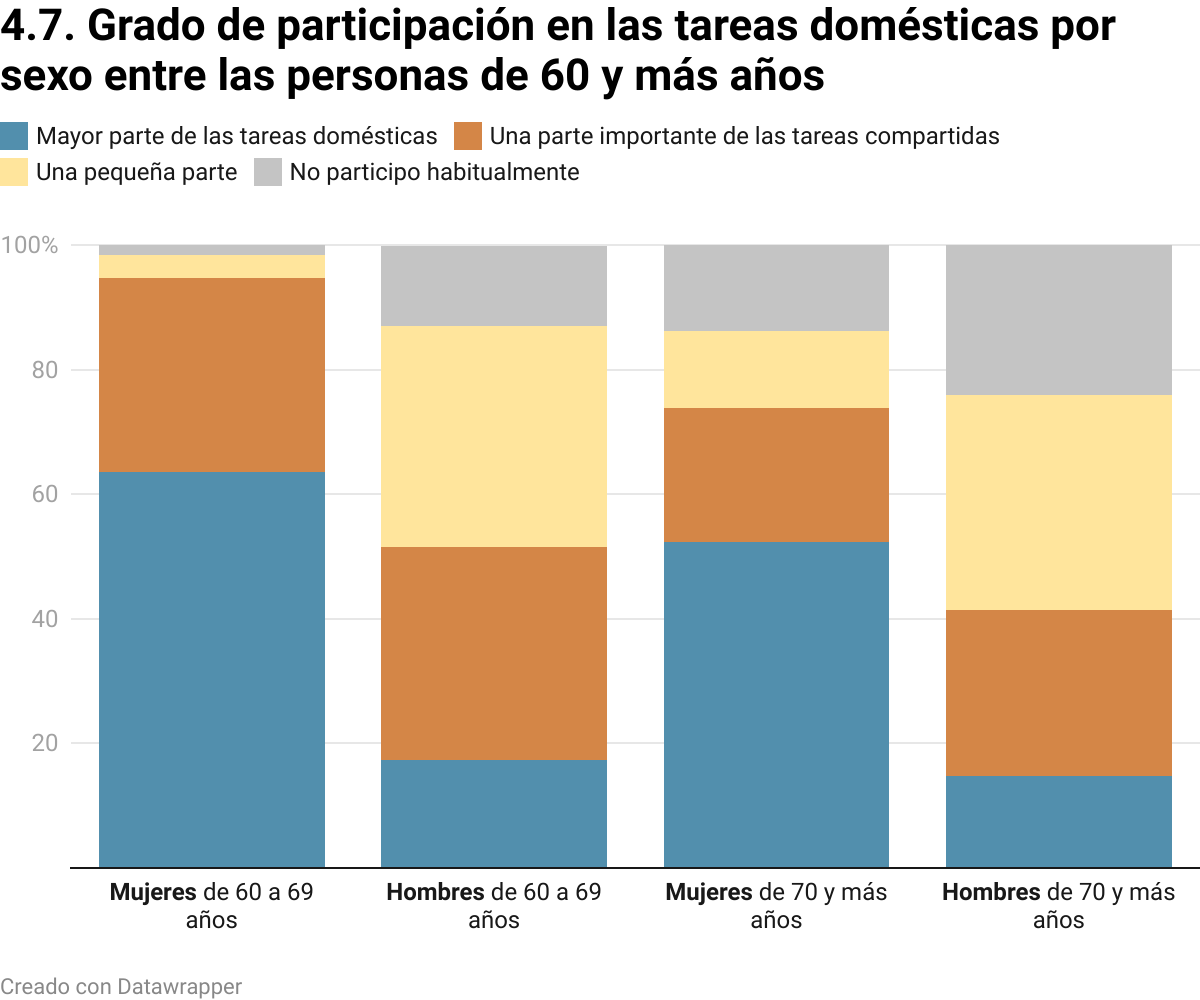 4.7. Grado de participación en las tareas domésticas por
sexo entre las personas de 60 y más años
Mayor parte de las tareas domésticas Una parte importante de las tareas compartidas
Una pequeña parte No participo habitualmente
100%
80
60
40
20
Mujeres de 60 a 69
años
Hombres de 60 a 69
años
Mujeres de 70 y más
años
Hombres de 70 y más
años
Creado con Datawrapper